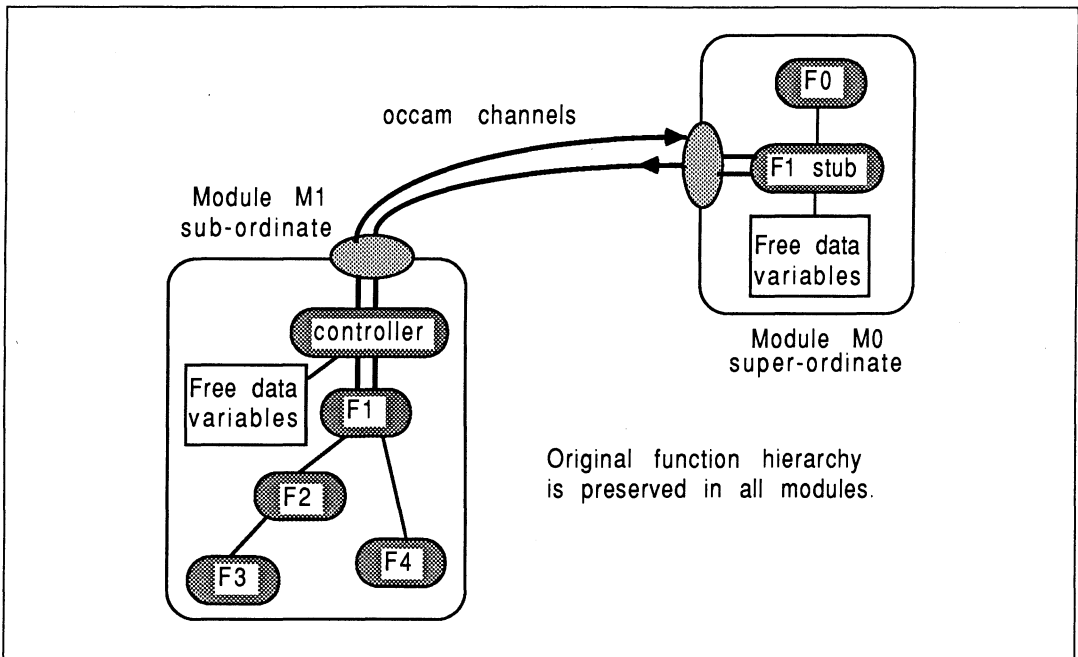 F0
occam channels
F1 stub
Module M1
sub-ordinate
Free data
variables
controller
Module M0
super-ordinate
Free data
variables
F1
Original function hierarchy
is preserved in all modules.
F2
F4
F3